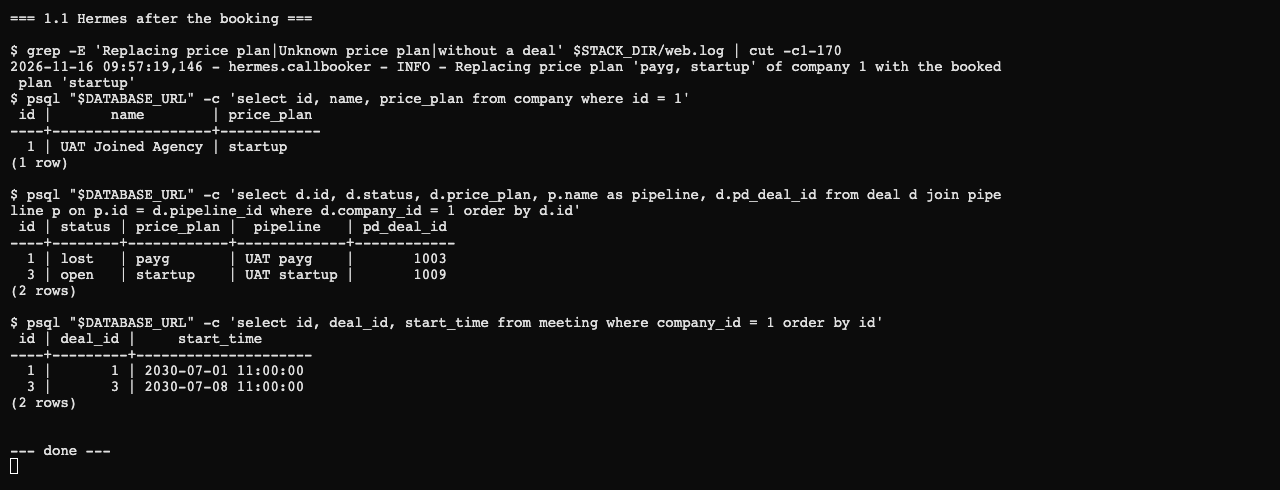 === 1.1 Hermes after the booking ===
$ grep -E 'Replacing price plan|Unknown price plan|without a deal' $STACK_DIR/web.log | cut -c1-170
2026-11-16 09:57:19,146 - hermes.callbooker - INFO - Replacing price plan 'payg, startup' of company 1 with the booked
 plan 'startup'
$ psql "$DATABASE_URL" -c 'select id, name, price_plan from company where id = 1'
 id |       name        | price_plan
----+-------------------+------------
  1 | UAT Joined Agency | startup
(1 row)
$ psql "$DATABASE_URL" -c 'select d.id, d.status, d.price_plan, p.name as pipeline, d.pd_deal_id from deal d join pipe
line p on p.id = d.pipeline_id where d.company_id = 1 order by d.id'
 id | status | price_plan |  pipeline   | pd_deal_id
----+--------+------------+-------------+------------
  1 | lost   | payg       | UAT payg    |       1003
  3 | open   | startup    | UAT startup |       1009
(2 rows)
$ psql "$DATABASE_URL" -c 'select id, deal_id, start_time from meeting where company_id = 1 order by id'
 id | deal_id |     start_time
----+---------+---------------------
  1 |       1 | 2030-07-01 11:00:00
  3 |       3 | 2030-07-08 11:00:00
(2 rows)
--- done ---